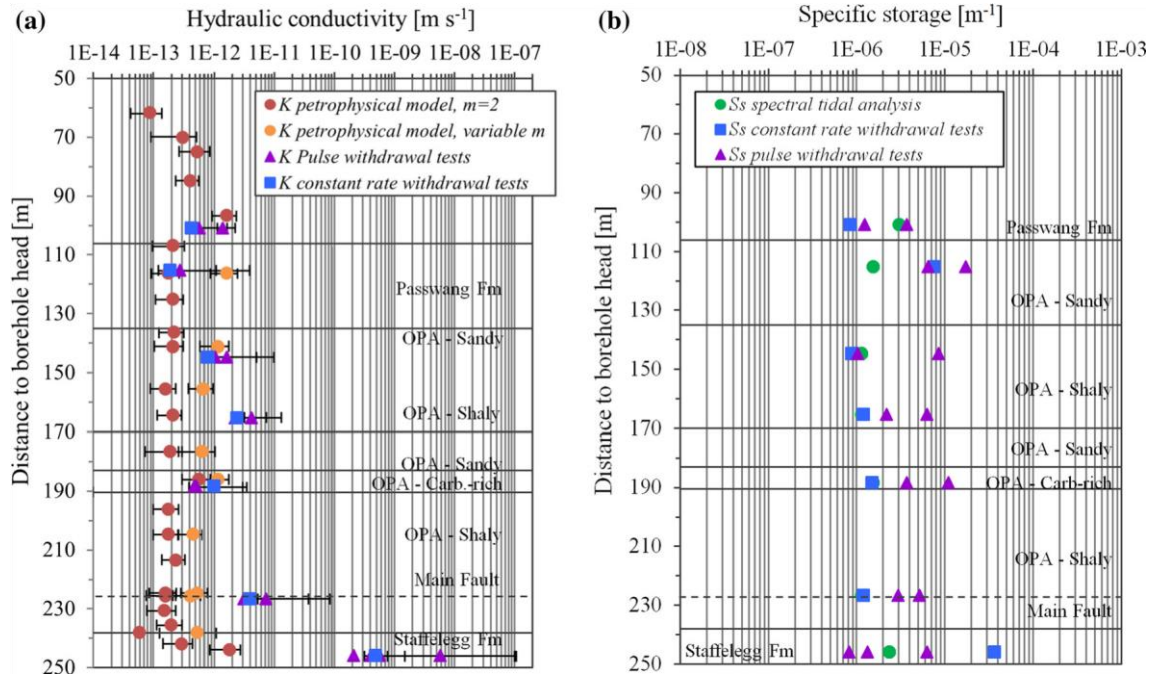 (a) Hydraulic conductivity [m s-1]
1E-14 1E-13 1E-12 1E-11 1E-10 1E-09 1E-08 1E-07
Distance to borehole head [m]
50
70
90
110
130
150
170
190
210
230
250
K petrophysical model, m=2
K petrophysical model, variable m
K Pulse withdrawal tests
K constant rate withdrawal tests
Passwang Fm
OPA - Sandy
OPA - Shaly
OPA - Sandy
OPA - Carb.-rich
OPA - Shaly
Main Fault
Staffelegg Fm
(b) Specific storage [m-1]
1E-08 1E-07 1E-06 1E-05 1E-04 1E-03
Distance to borehole head [m]
50
70
90
110
130
150
170
190
210
230
250
Ss spectral tidal analysis
Ss constant rate withdrawal tests
Ss pulse withdrawal tests
Passwang Fm
OPA - Sandy
OPA - Shaly
OPA - Sandy
OPA - Carb-rich
OPA - Shaly
Main Fault
Staffelegg Fm